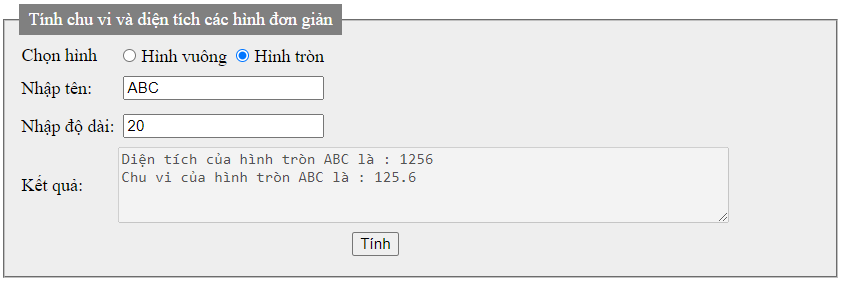 Tính chu vi và diện tích các hình đơn giản
Chọn hình Hình vuông Hình tròn
Nhập tên: ABC
Nhập độ dài: 20
Kết quả: Diện tích của hình tròn ABC là : 1256
Chu vi của hình tròn ABC là : 125.6
Tính